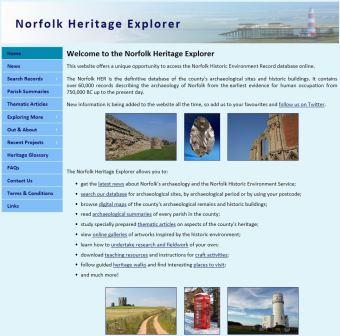 Norfolk Heritage Explorer
Home
News
Search Records
Parish Summaries
Thematic Articles
Exploring More
Out & About
Recent Projects
Heritage Glossary
FAQs
Contact Us
Terms & Conditions
Links
Welcome to the Norfolk Heritage Explorer
This website offers a unique opportunity to access the Norfolk Historic Environment Record database online.
The Norfolk HER is the definitive database of the county's archaeological sites and historic buildings. It contains
over 60,000 records describing the archaeology of Norfolk from the earliest evidence for human occupation from
750,000 BC up to the present day.
New information is being added to the website all the time, so add us to your favourites and follow us on Twitter.
The Norfolk Heritage Explorer allows you to:
• get the latest news about Norfolk's archaeology and the Norfolk Historic Environment Service;
• search our database for archaeological sites, by archaeological period or by using your postcode;
• browse digital maps of the county's archaeological remains and historic buildings;
• read archaeological summaries of every parish in the county;
• study specially prepared thematic articles on aspects of the county's heritage;
• view online galleries of artworks inspired by the historic environment;
• learn how to undertake research and fieldwork of your own;
• download teaching resources and instructions for craft activities;
• follow guided heritage walks and find interesting places to visit;
• and much more!